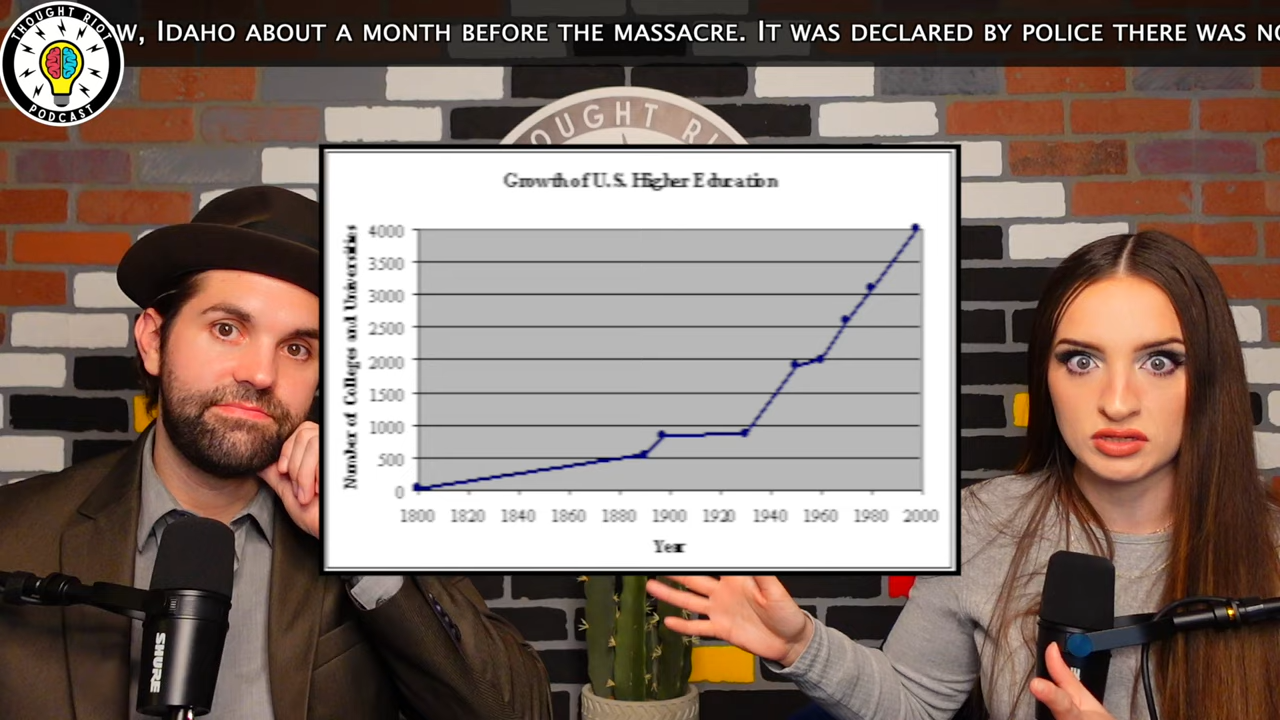 THOUGHT RIOT
PODCAST
W, IDAHO ABOUT A MONTH BEFORE THE MASSACRE. IT WAS DECLARED BY POLICE THERE WAS NO
OUGHT RI
Growth of U.S. Higher Education
Number of Colleges and Universities
4000
3500
3000
2500
2000
1500
1000
500
0
1800 1820 1840 1860 1880 1900 1920 1940 1960 1980 2000
Year
SHURE